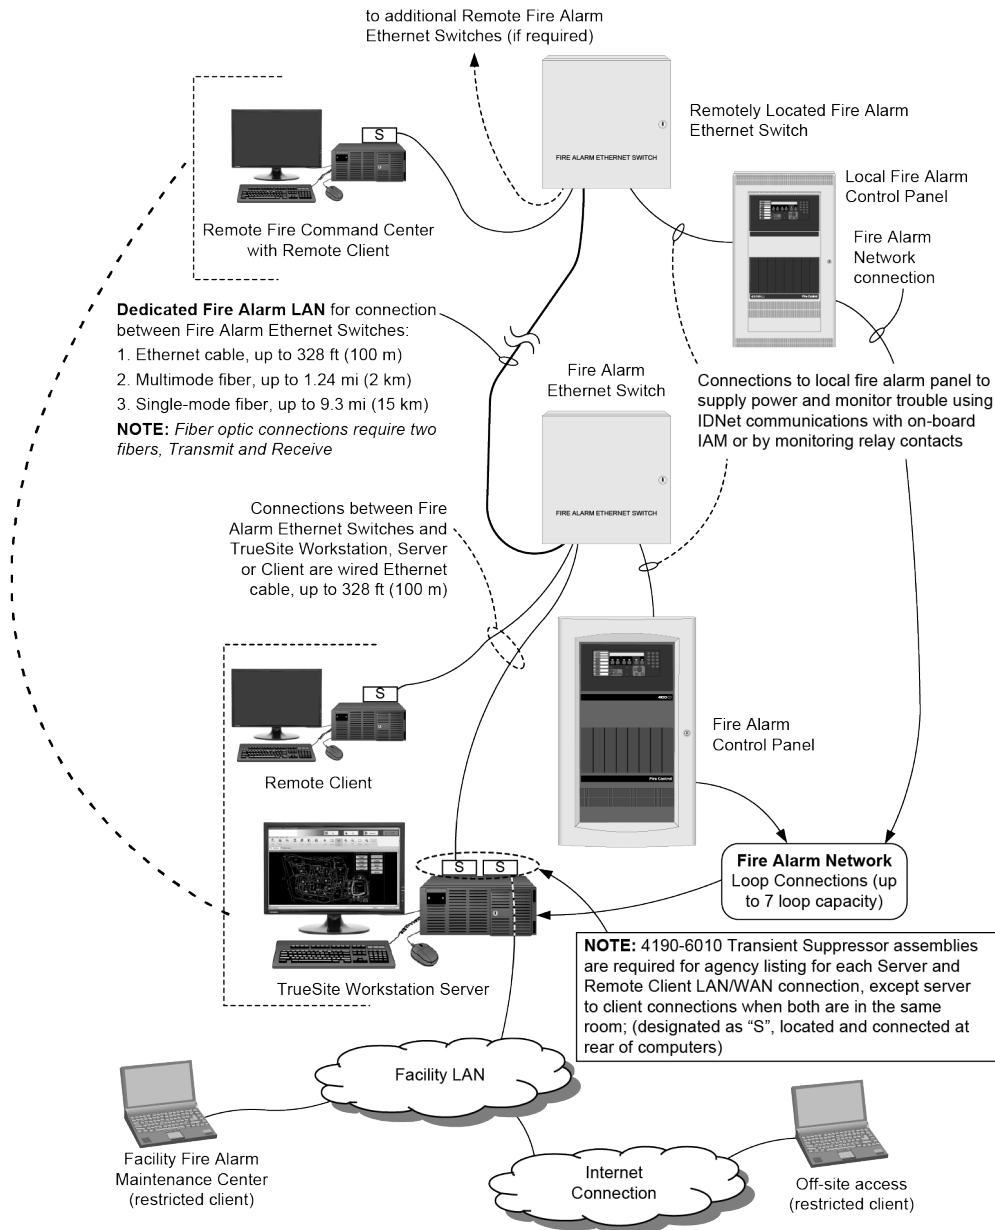 to additional Remote Fire Alarm
Ethernet Switches (if required)
Remotely Located Fire Alarm
Ethernet Switch
FIRE ALARM ETHERNET SWITCH
S
Local Fire Alarm
Control Panel
Remote Fire Command Center
with Remote Client
Fire Alarm
Network
connection
Fire Control
Dedicated Fire Alarm LAN for connection
between Fire Alarm Ethernet Switches:
1. Ethernet cable, up to 328 ft (100 m)
2. Multimode fiber, up to 1.24 mi (2 km)
3. Single-mode fiber, up to 9.3 mi (15 km)
NOTE: Fiber optic connections require two
fibers, Transmit and Receive
Fire Alarm
Ethernet Switch
Connections to local fire alarm panel to
supply power and monitor trouble using
IDNet communications with on-board
IAM or by monitoring relay contacts
FIRE ALARM ETHERNET SWITCH
Connections between Fire
Alarm Ethernet Switches and
TrueSite Workstation, Server
or Client are wired Ethernet
cable, up to 328 ft (100 m)
S
Remote Client
Fire Control
Fire Alarm
Control Panel
S
S
Fire Alarm Network
Loop Connections (up
to 7 loop capacity)
TrueSite Workstation Server
NOTE: 4190-6010 Transient Suppressor assemblies
are required for agency listing for each Server and
Remote Client LAN/WAN connection, except server
to client connections when both are in the same
room; (designated as “S”, located and connected at
rear of computers)
Facility LAN
Facility Fire Alarm
Maintenance Center
(restricted client)
Internet
Connection
Off-site access
(restricted client)